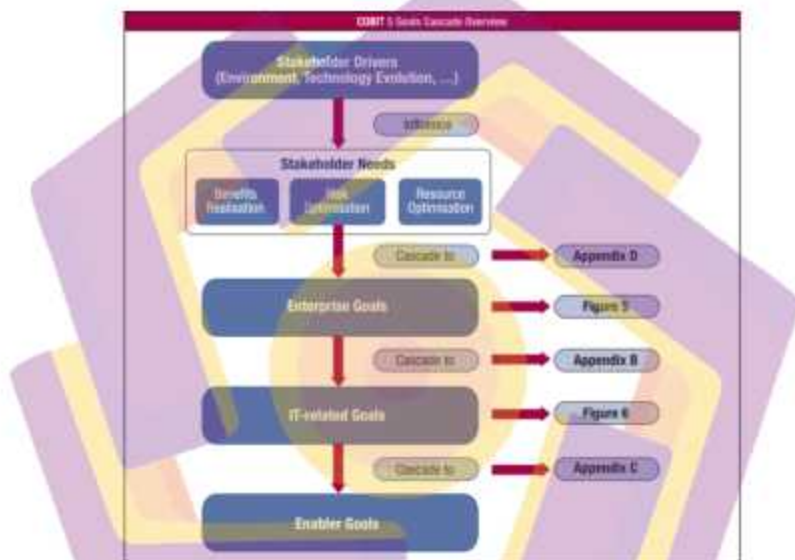 COBIT 5 Goals Cascade Overview
Stakeholder Drivers
(Environment, Technology Evolution, …)
Influence
Stakeholder Needs
Benefits
Realisation
Risk
Optimisation
Resource
Optimisation
Cascade to
Appendix D
Enterprise Goals
Figure 5
Cascade to
Appendix B
IT-related Goals
Figure 6
Cascade to
Appendix C
Enabler Goals